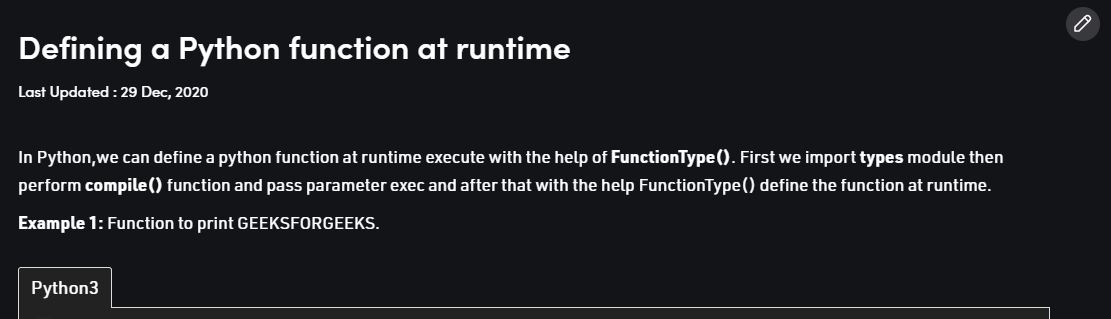 Defining a Python function at runtime
Last Updated : 29 Dec, 2020
In Python,we can define a python function at runtime execute with the help of FunctionType(). First we import types module then
perform compile() function and pass parameter exec and after that with the help FunctionType() define the function at runtime.
Example 1: Function to print GEEKSFORGEEKS.
Python3